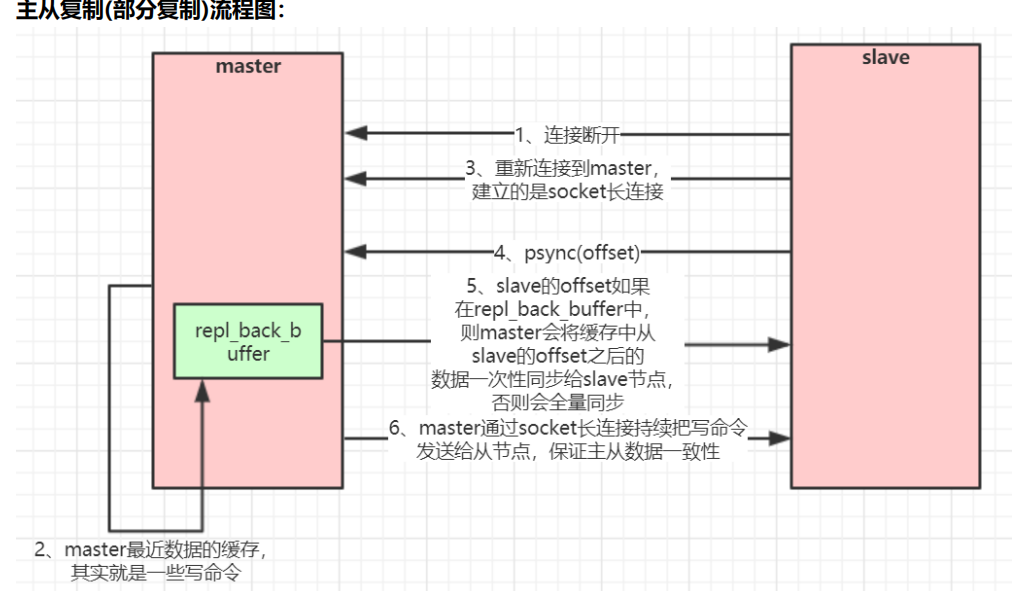 主从复制(部分复制)流程图：
master
slave
1、连接断开
3、重新连接到master，
建立的是socket长连接
4、psync(offset)
5、slave的offset如果
在repl_back_buffer中，
则master会将缓存中从
slave的offset之后的
数据一次性同步给slave节点，
否则会全量同步
repl_back_b
uffer
6、master通过socket长连接持续把写命令
发送给从节点，保证主从数据一致性
2、master最近数据的缓存，
其实就是一些写命令